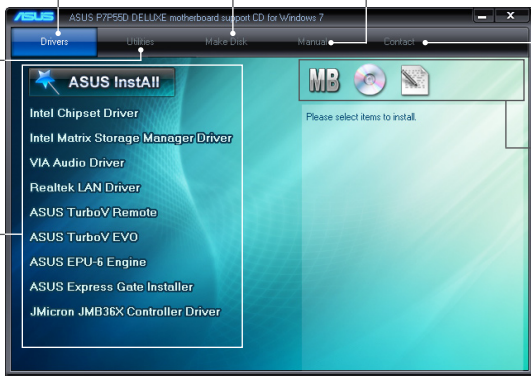 ASUS ASUS P7P55D DELUXE motherboard support CD for Windows 7
Drivers Utilities Make Disk Manual Contact
ASUS InstAll
Intel Chipset Driver
Intel Matrix Storage Manager Driver
VIA Audio Driver
Realtek LAN Driver
ASUS TurboV Remote
ASUS TurboV EVO
ASUS EPU-6 Engine
ASUS Express Gate Installer
JMicron JMB36X Controller Driver
MB
Please select items to install.